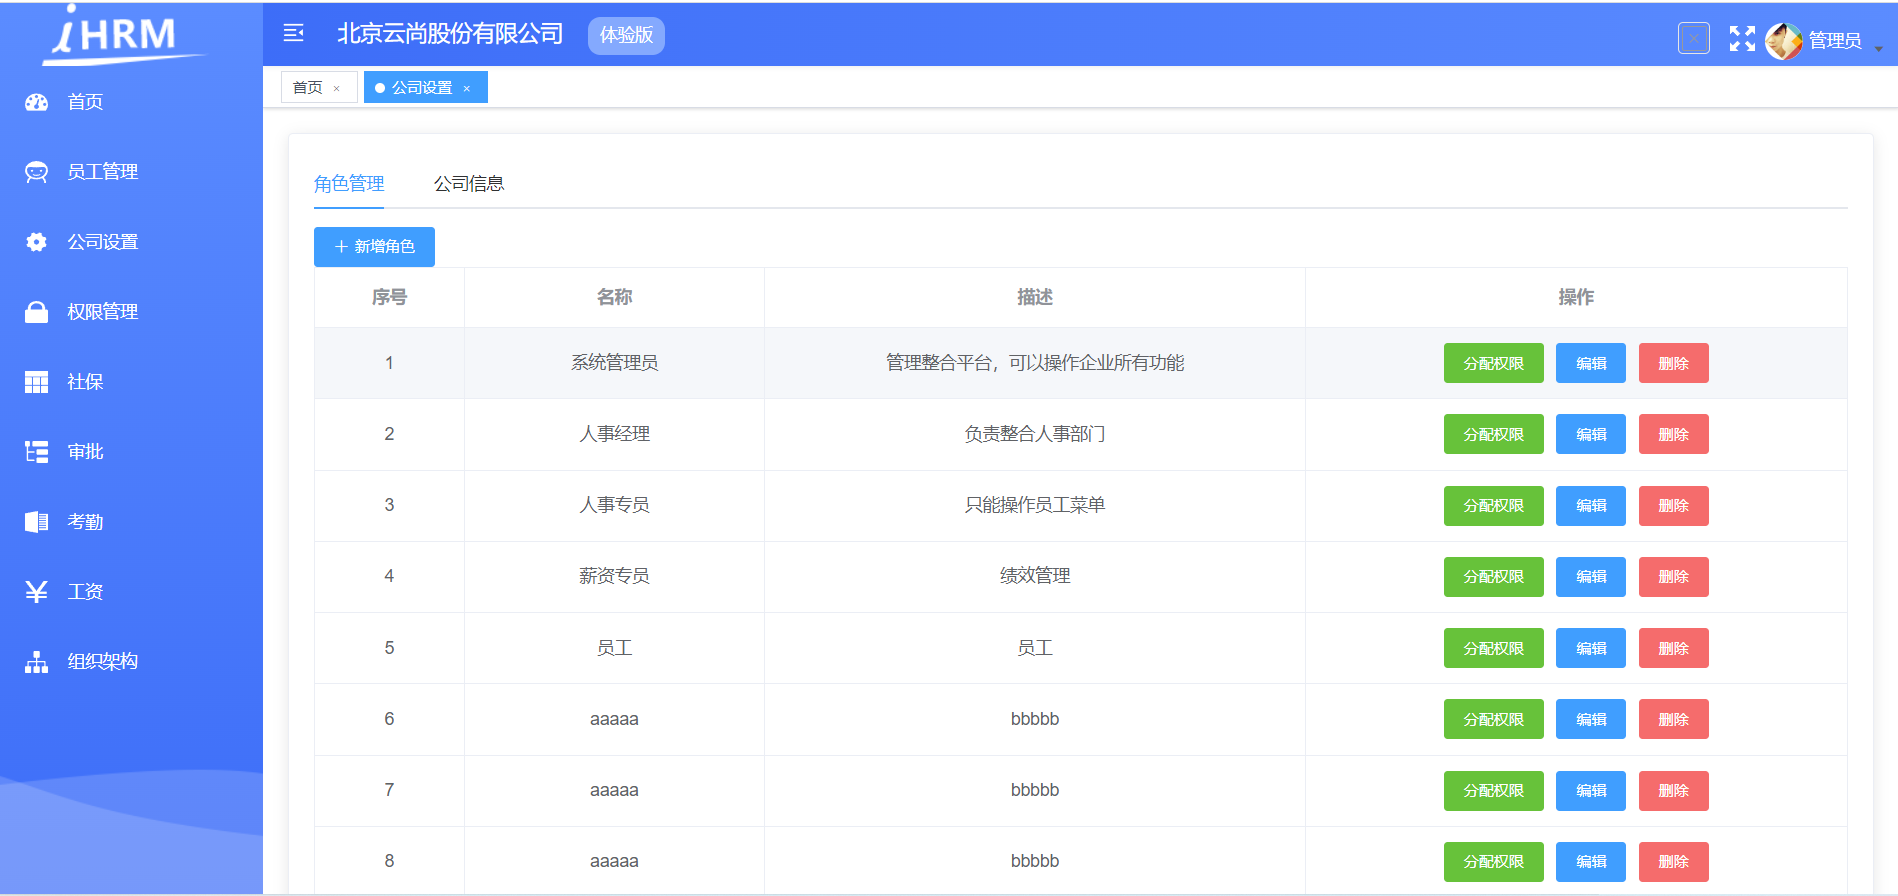 iHRM
首页
员工管理
公司设置
权限管理
社保
审批
考勤
工资
组织架构
北京云尚股份有限公司 体验版 管理员
首页 × 公司设置 ×
角色管理 公司信息
+ 新增角色
序号 名称 描述 操作
1 系统管理员 管理整合平台，可以操作企业所有功能 分配权限 编辑 删除
2 人事经理 负责整合人事部门 分配权限 编辑 删除
3 人事专员 只能操作员工菜单 分配权限 编辑 删除
4 薪资专员 绩效管理 分配权限 编辑 删除
5 员工 员工 分配权限 编辑 删除
6 aaaaa bbbbb 分配权限 编辑 删除
7 aaaaa bbbbb 分配权限 编辑 删除
8 aaaaa bbbbb 分配权限 编辑 删除